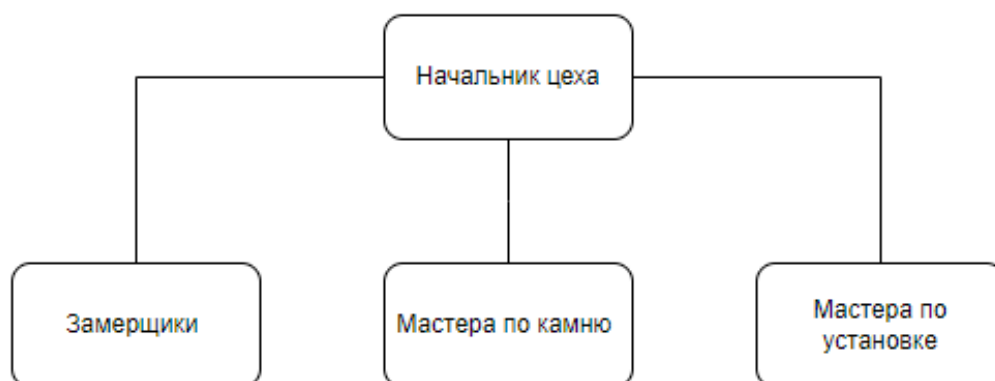 Начальник цеха
Замерщики
Мастера по камню
Мастера по
установке